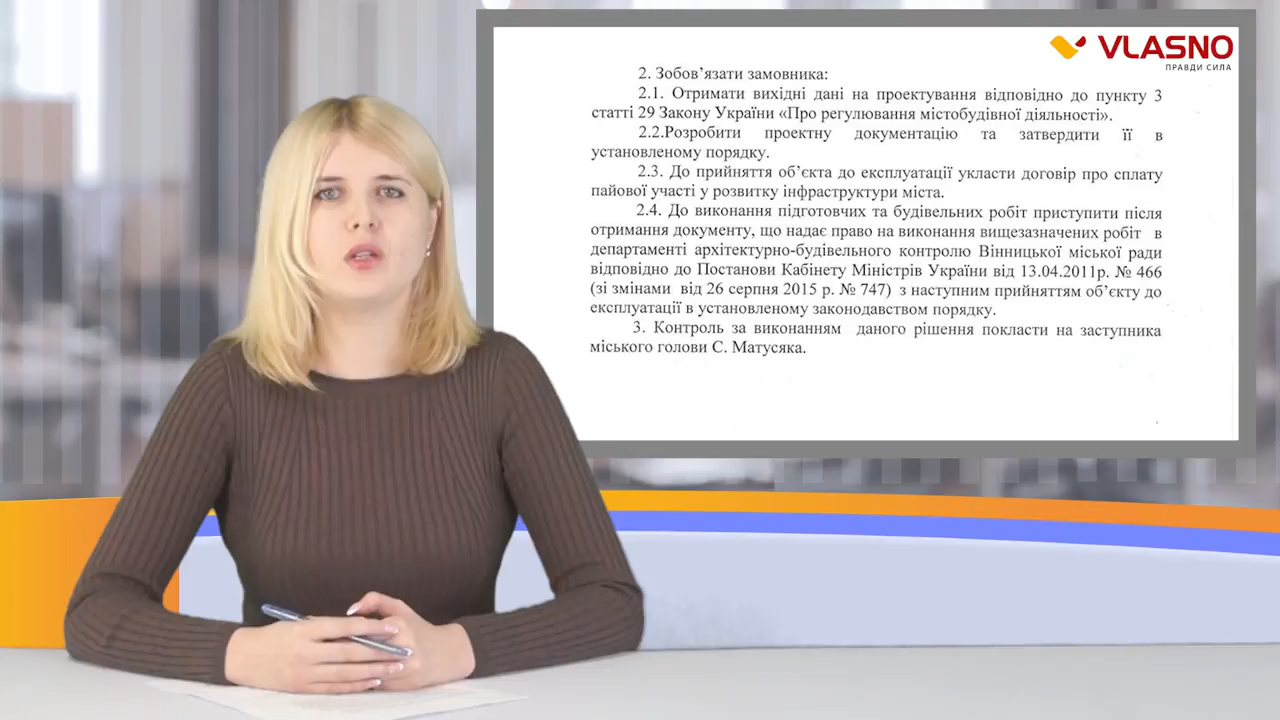 VLASNO
ПРАВДИ СИЛА
2. Зобов’язати замовника:
2.1. Отримати вихідні дані на проектування відповідно до пункту 3
статті 29 Закону України «Про регулювання містобудівної діяльності».
2.2.Розробити проектну документацію та затвердити її в
установленому порядку.
2.3. До прийняття об’єкта до експлуатації укласти договір про сплату
пайової участі у розвитку інфраструктури міста.
2.4. До виконання підготовчих та будівельних робіт приступити після
отримання документу, що надає право на виконання вищезазначених робіт в
департаменті архітектурно-будівельного контролю Вінницької міської ради
відповідно до Постанови Кабінету Міністрів України від 13.04.2011р. № 466
(зі змінами від 26 серпня 2015 р. № 747) з наступним прийняттям об’єкту до
експлуатації в установленому законодавством порядку.
3. Контроль за виконанням даного рішення покласти на заступника
міського голови С. Матусяка.